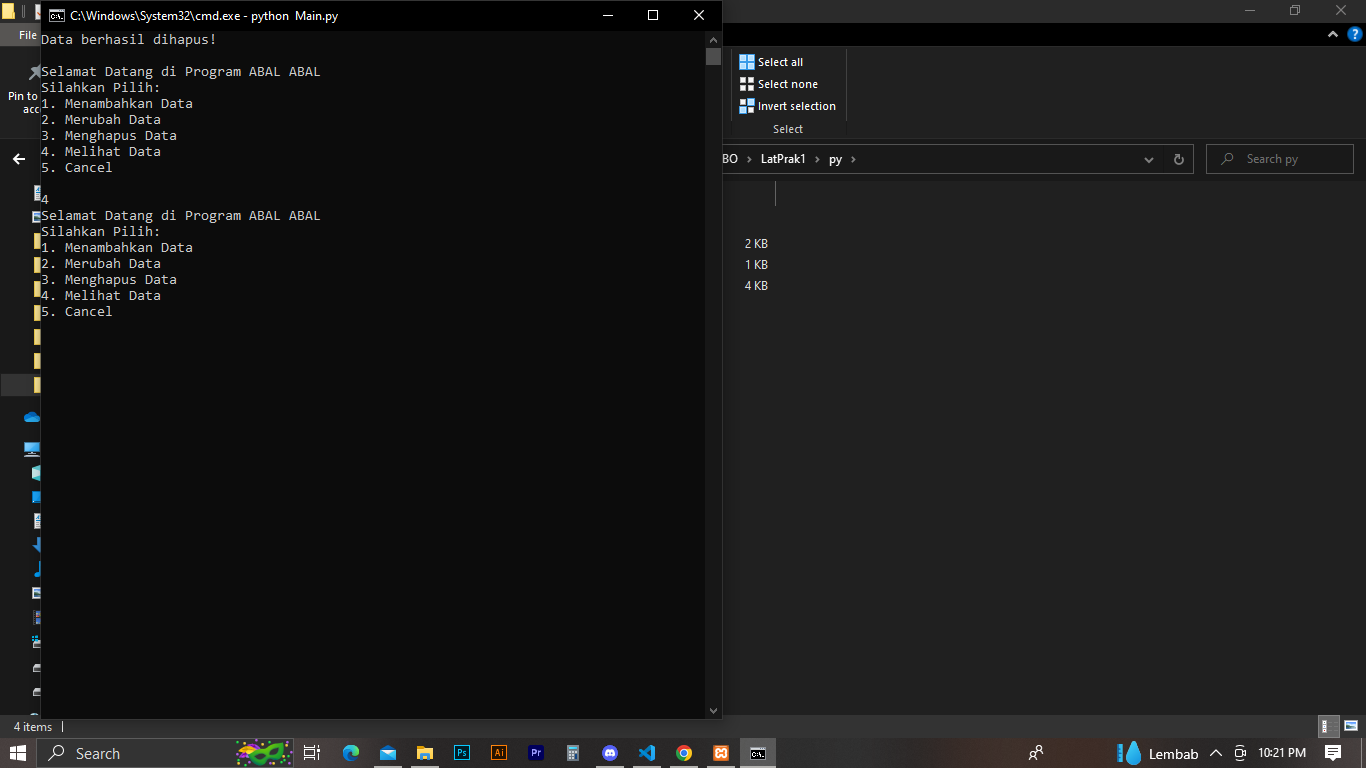 C:\Windows\System32\cmd.exe - python Main.py
Data berhasil dihapus!
Selamat Datang di Program ABAL ABAL
Silahkan Pilih:
1. Menambahkan Data
2. Merubah Data
3. Menghapus Data
4. Melihat Data
5. Cancel
4
Selamat Datang di Program ABAL ABAL
Silahkan Pilih:
1. Menambahkan Data
2. Merubah Data
3. Menghapus Data
4. Melihat Data
5. Cancel
File
Pin to
acc
Select all
Select none
Invert selection
Select
BO > LatPrak1 > py >
Search py
2 KB
1 KB
4 KB
4 items
Search
Ps
Ai
Pr
Lembab
10:21 PM